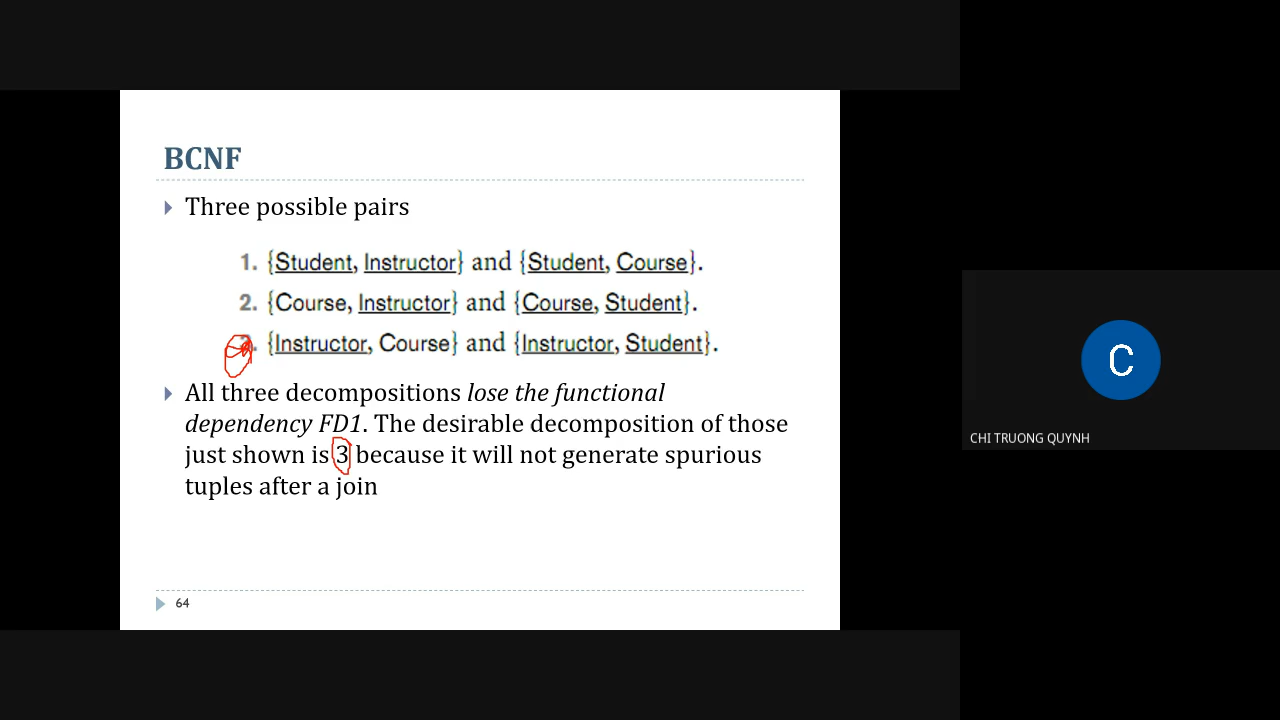 BCNF
Three possible pairs
1. {Student, Instructor} and {Student, Course}.
2. {Course, Instructor} and {Course, Student}.
{Instructor, Course} and {Instructor, Student}.
All three decompositions lose the functional
dependency FD1. The desirable decomposition of those
just shown is 3 because it will not generate spurious
tuples after a join
64
C
CHI TRUONG QUYNH